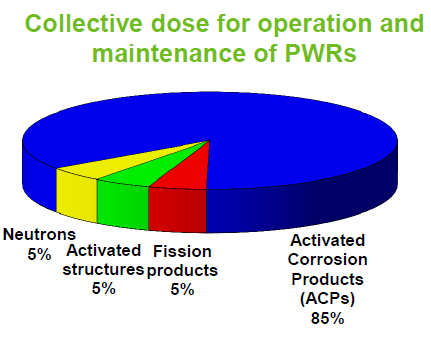 Collective dose for operation and
maintenance of PWRs
Neutrons
5%
Activated
structures
5%
Fission
products
5%
Activated
Corrosion
Products
(ACPs)
85%